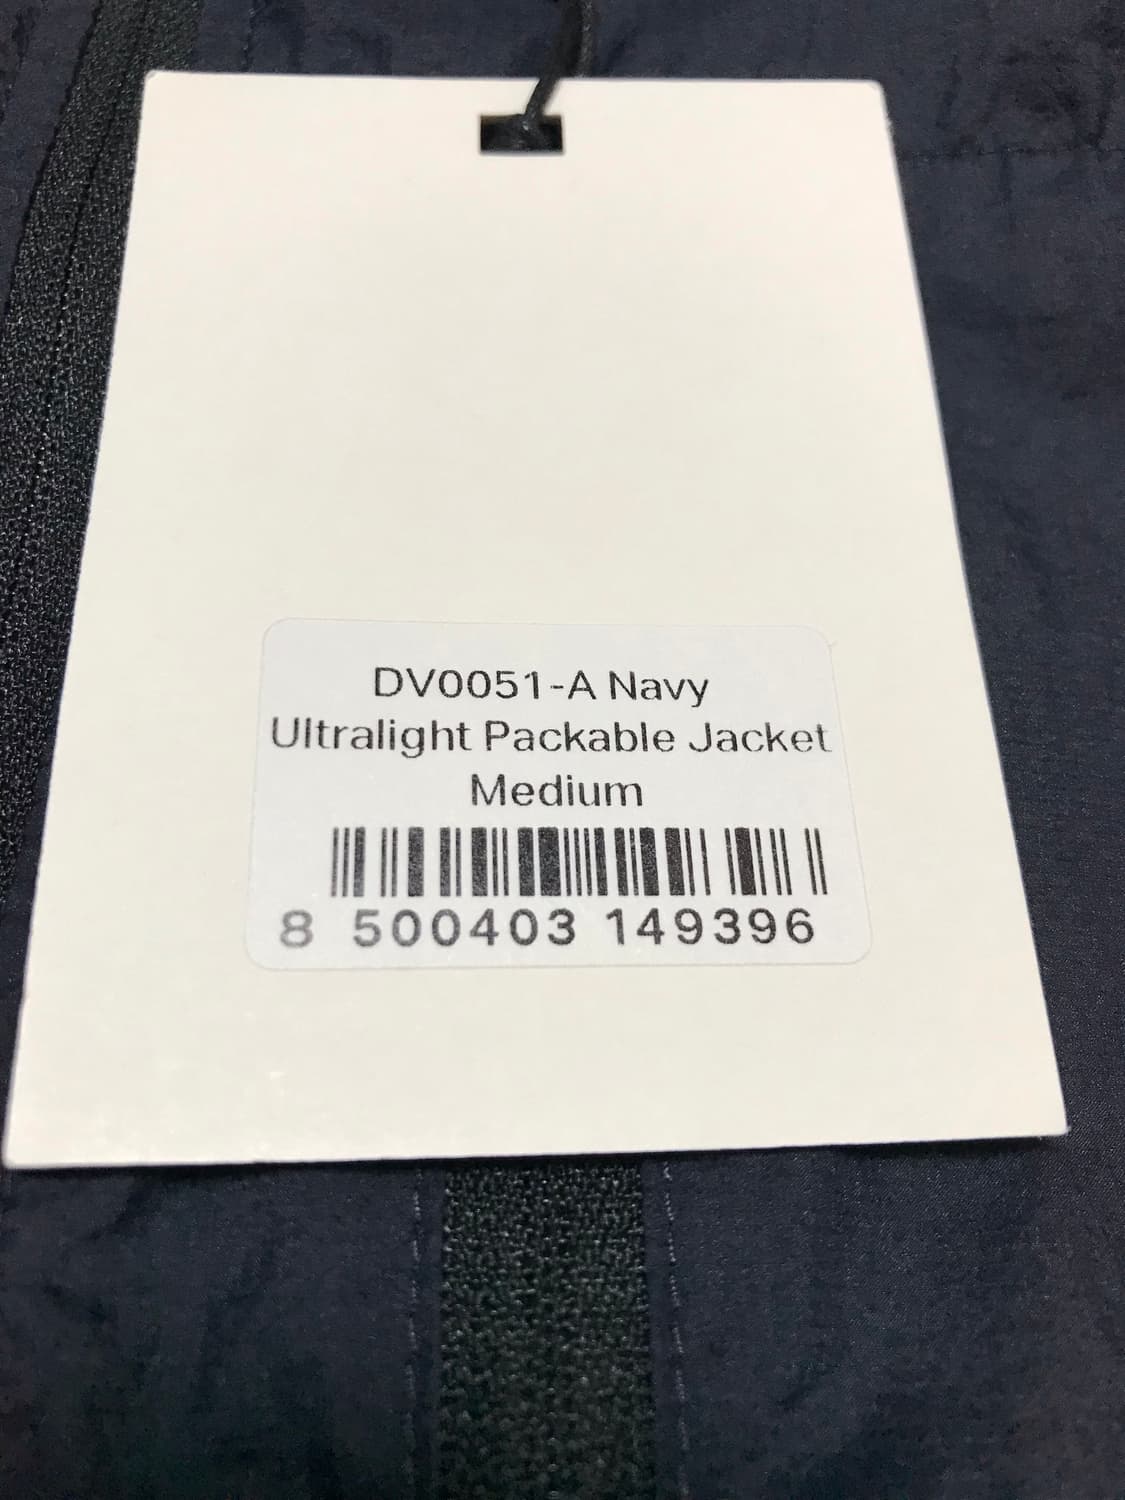 DV0051-A Navy
Ultralight Packable Jacket
Medium
8 500403 149396